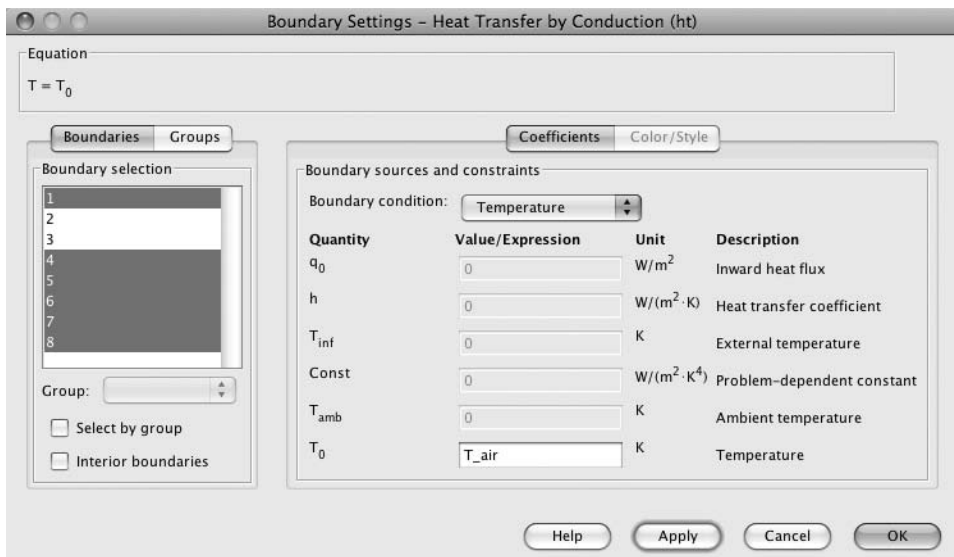 Boundary Settings – Heat Transfer by Conduction (ht)
Equation
T = T₀
Boundaries Groups
Boundary selection
1
2
3
4
5
6
7
8
Group:
Select by group
Interior boundaries
Coefficients Color/Style
Boundary sources and constraints
Boundary condition: Temperature
Quantity Value/Expression Unit Description
q₀ 0 W/m² Inward heat flux
h 0 W/(m²·K) Heat transfer coefficient
T_inf 0 K External temperature
Const 0 W/(m²·K⁴) Problem-dependent constant
T_amb 0 K Ambient temperature
T₀ T_air K Temperature
Help Apply Cancel OK